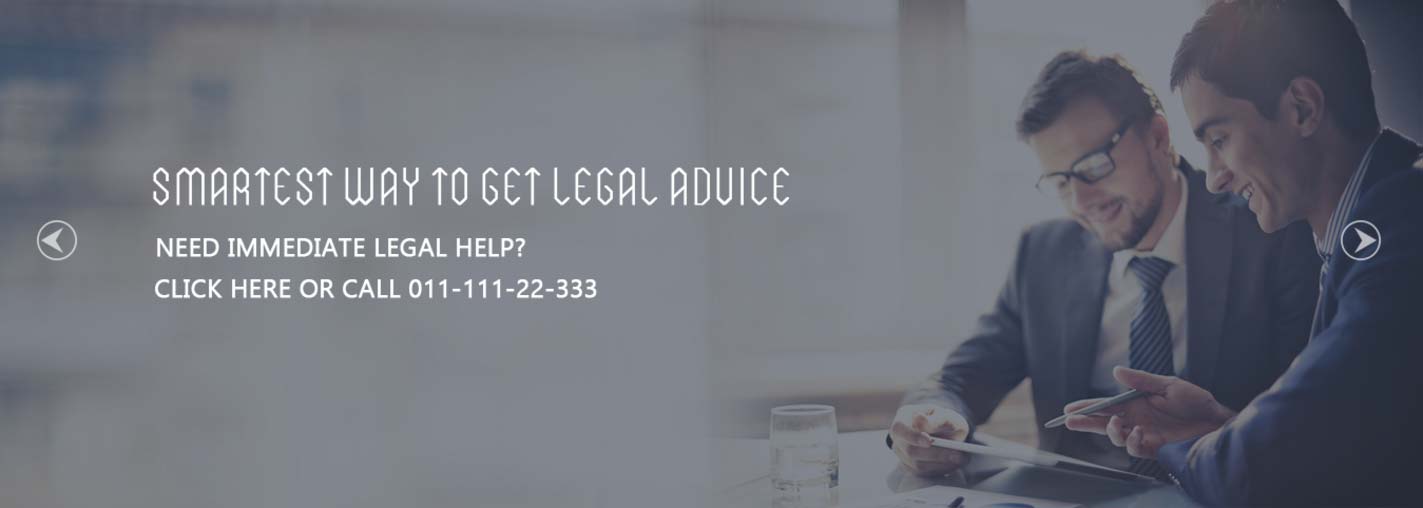 SMARTEST WAY TO GET LEGAL ADVICE
NEED IMMEDIATE LEGAL HELP?
CLICK HERE OR CALL 011-111-22-333